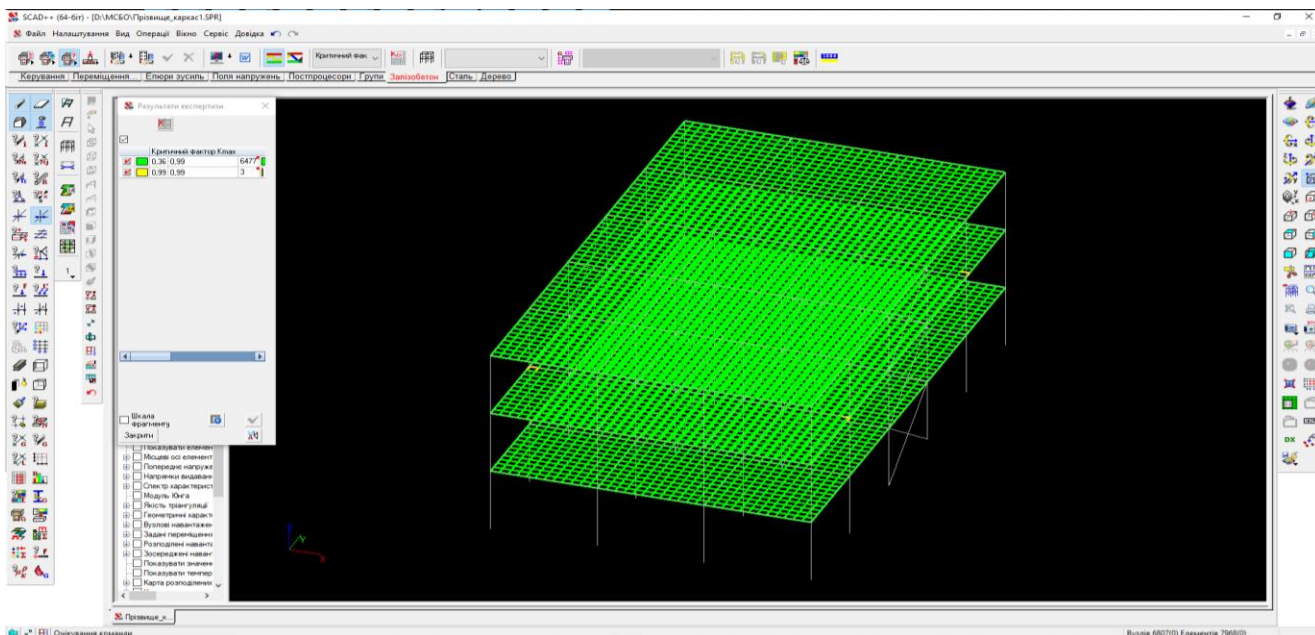 SCAD++ (64-біт) - [D:\МСБО\Прізвище_каркас1.SPR]
Файл Налаштування Вид Операції Вікно Сервіс Довідка
Критичний фак
Керування Переміщення... Епюри зусиль Поля напружень Постпроцесори Групи Залізобетон Сталь Дерево
Результати експертизи
Критичний фактор Kmax
0,36 0,99 6477
0,99 0,99 3
Шкала
фрагменту
Закрити
Показувати елемен
Місцеві осі елемент
Попереднє напруже
Напрямки видаванн
Спектр характерист
Модуль Юнга
Якість тріангуляції
Геометричні характ
Вузлові навантажен
Задані переміщення
Розподілені наванта
Зосереджені наван
Показувати значенн
Показувати темпер
Карта розподілених
Z
Y
X
Прізвище_к...
Очікування команди
Вузлів 6807(0) Елементів 7968(0)